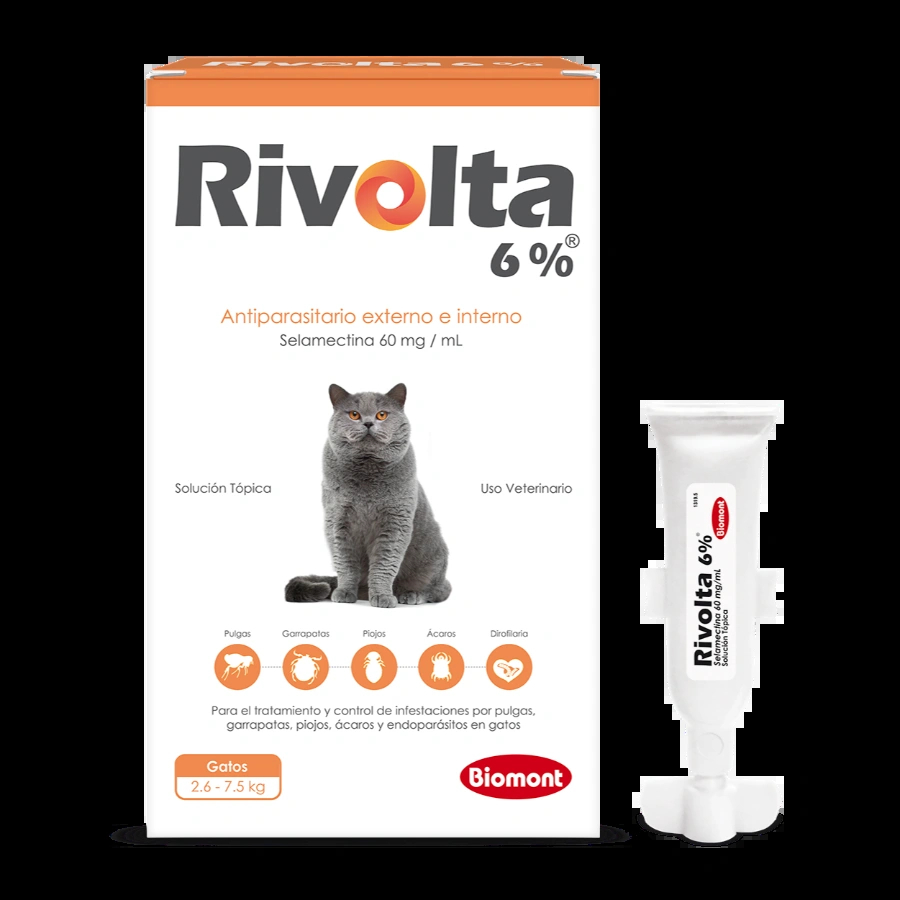 Rivolta 6 %
Rivolta
6 %®
Antiparasitario externo e interno
Selamectina 60 mg / mL
Solución Tópica
Uso Veterinario
Pulgas
Garrapatas
Piojos
Ácaros
Dirofilaria
Para el tratamiento y control de infestaciones por pulgas,
garrapatas, piojos, ácaros y endoparásitos en gatos
Gatos
2.6 - 7.5 kg
Biomont
Rivolta 6%®
Selamectina 60 mg/mL
Solución Tópica
Biomont